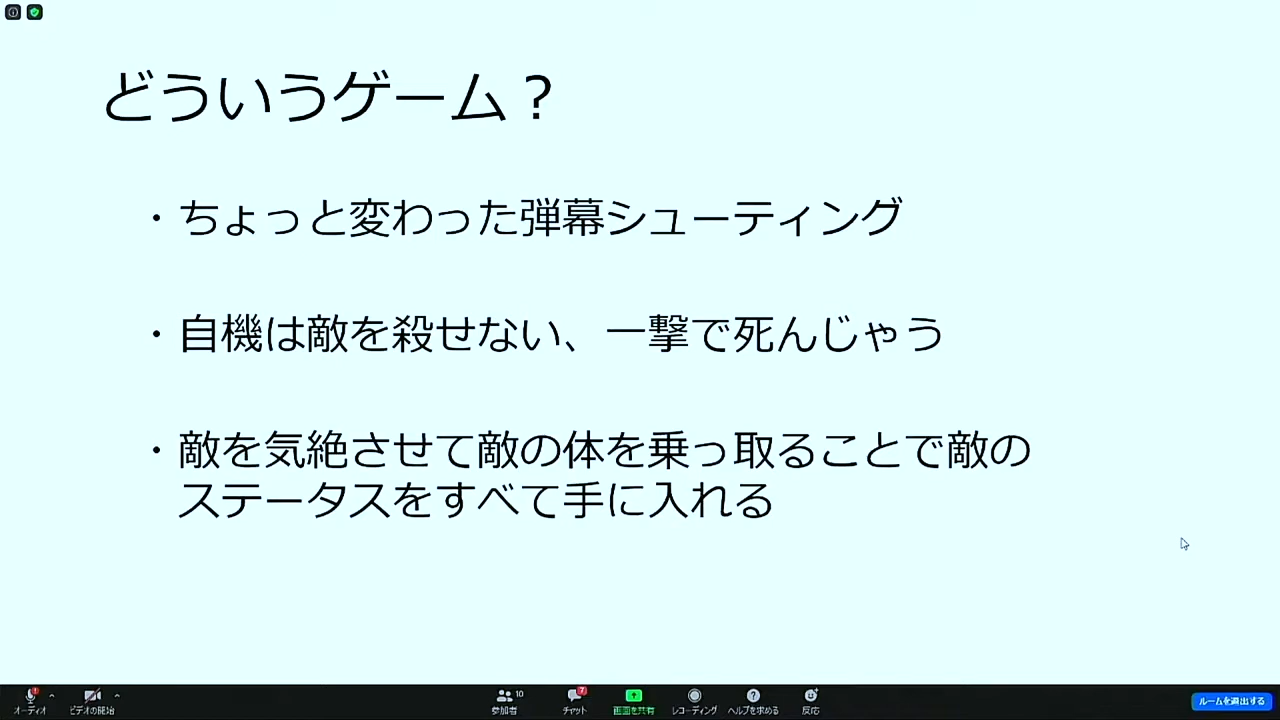 どういうゲーム？
・ちょっと変わった弾幕シューティング
・自機は敵を殺せない、一撃で死んじゃう
・敵を気絶させて敵の体を乗っ取ることで敵の
ステータスをすべて手に入れる
オーディオ
ビデオの開始
10
参加者
7
チャット
画面を共有
レコーディング
ヘルプを求める
反応
ルームを退出する